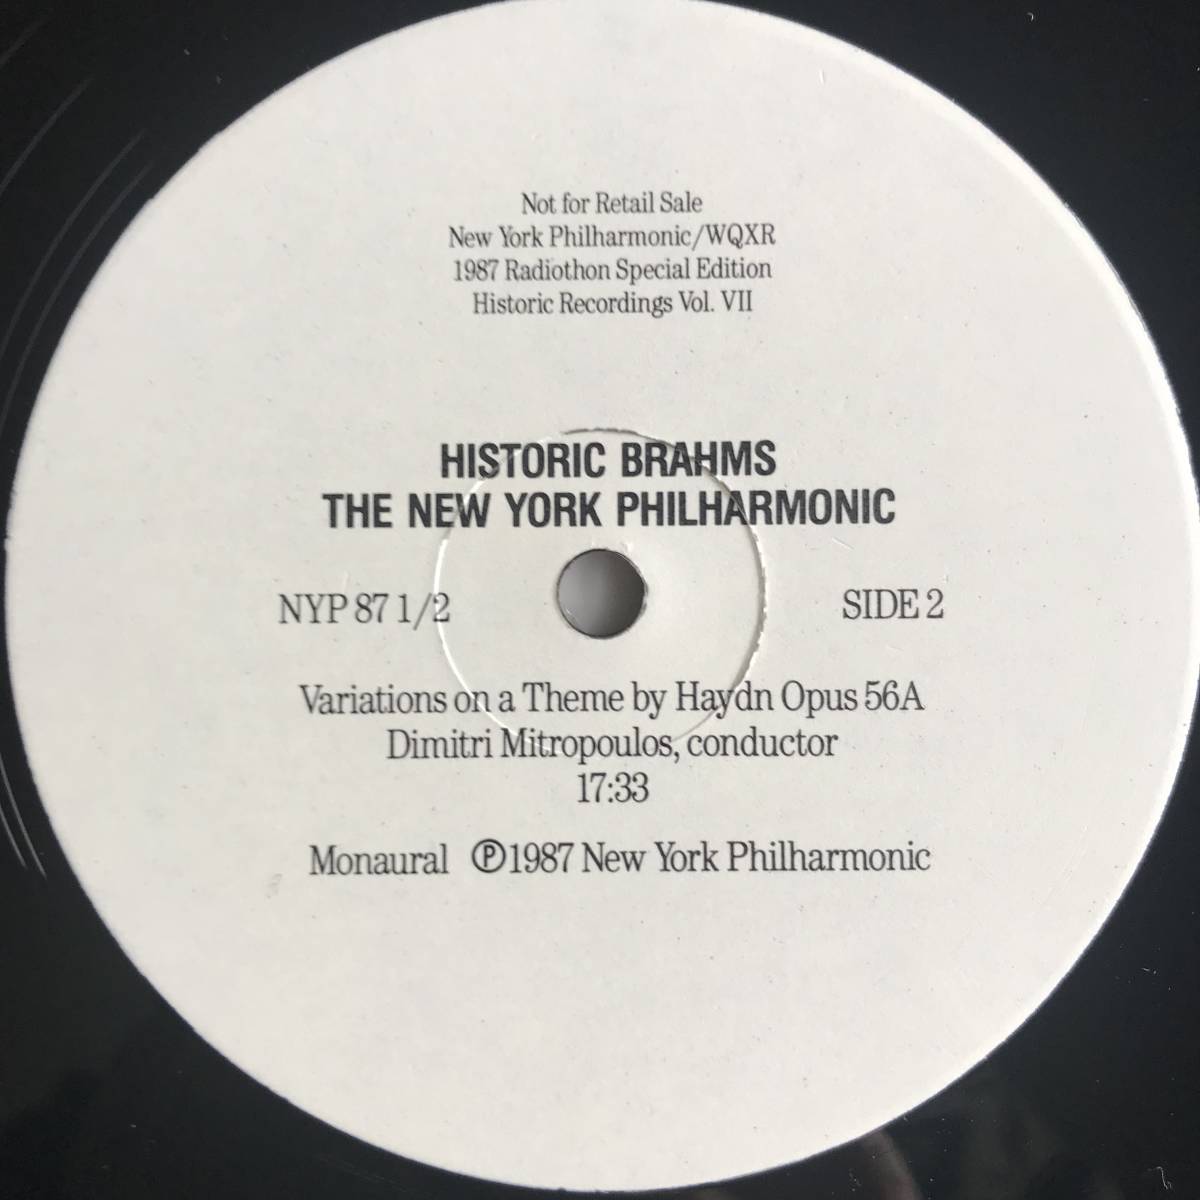 Not for Retail Sale
New York Philharmonic/WQXR
1987 Radiothon Special Edition
Historic Recordings Vol. VII
HISTORIC BRAHMS
THE NEW YORK PHILHARMONIC
NYP 87 1/2
SIDE 2
Variations on a Theme by Haydn Opus 56A
Dimitri Mitropoulos, conductor
17:33
Monaural ℗1987 New York Philharmonic